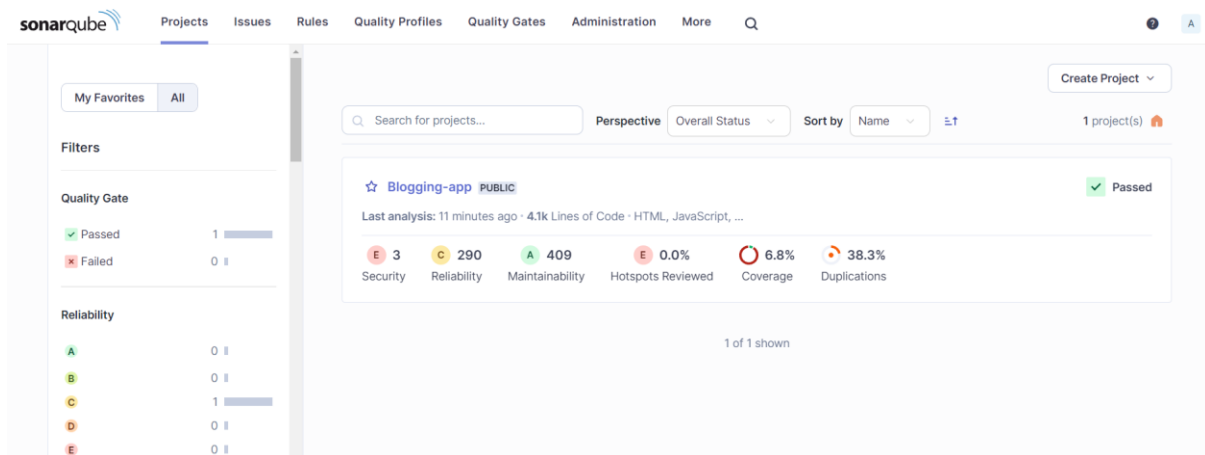 sonarqube Projects Issues Rules Quality Profiles Quality Gates Administration More ? A
My Favorites All
Filters
Quality Gate
Passed 1
Failed 0
Reliability
A 0
B 0
C 1
D 0
E 0
Create Project
Search for projects... Perspective Overall Status Sort by Name 1 project(s)
Blogging-app PUBLIC Passed
Last analysis: 11 minutes ago · 4.1k Lines of Code · HTML, JavaScript, ...
E 3 C 290 A 409 E 0.0% 6.8% 38.3%
Security Reliability Maintainability Hotspots Reviewed Coverage Duplications
1 of 1 shown